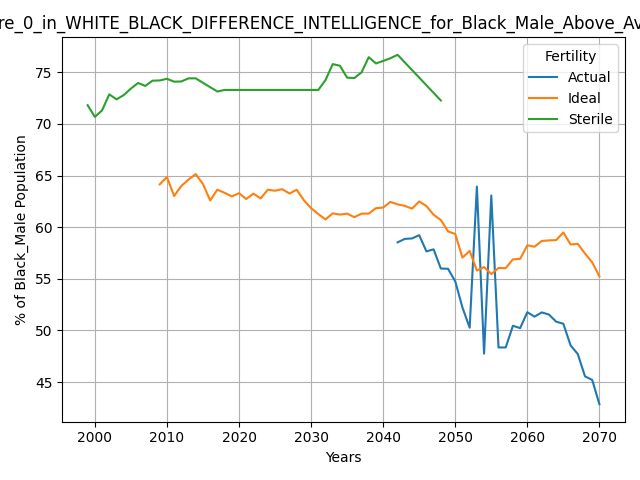 re_0_in_WHITE_BLACK_DIFFERENCE_INTELLIGENCE_for_Black_Male_Above_Av
Fertility
Actual
Ideal
Sterile
% of Black_Male Population
75
70
65
60
55
50
45
2000 2010 2020 2030 2040 2050 2060 2070
Years